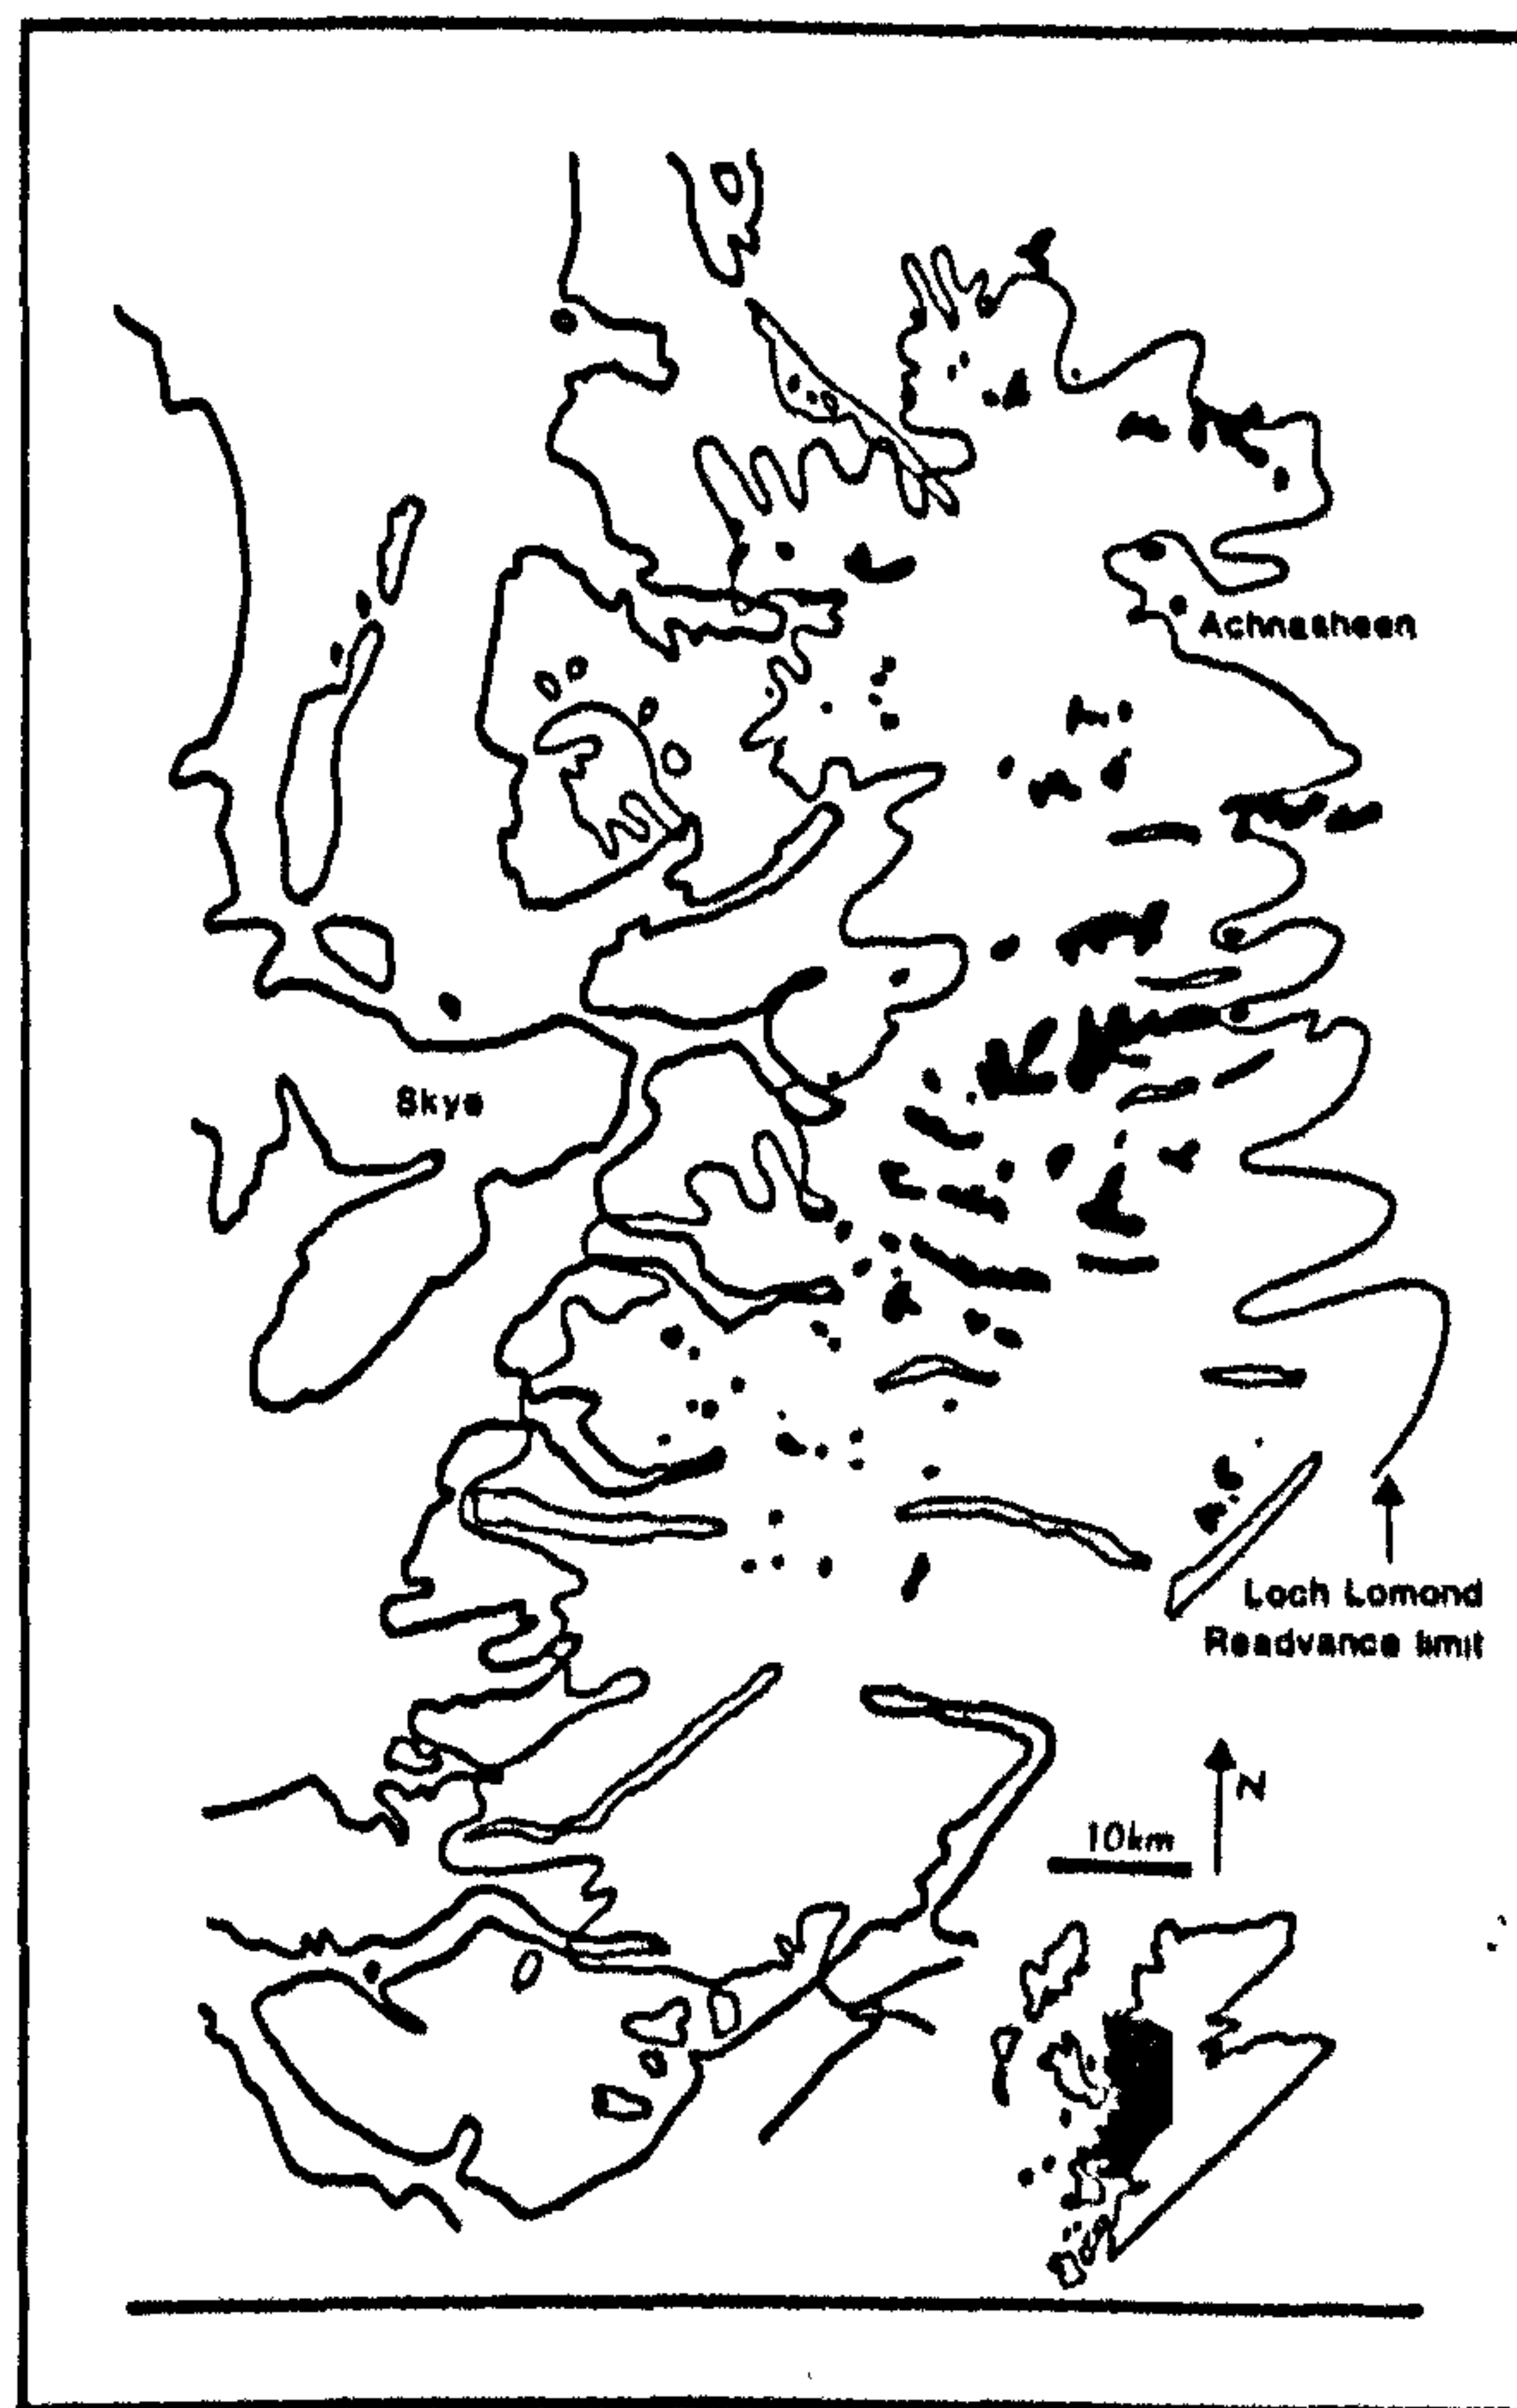 Achnasheen
Skye
Loch Lomond
Readvance limit
N
10km